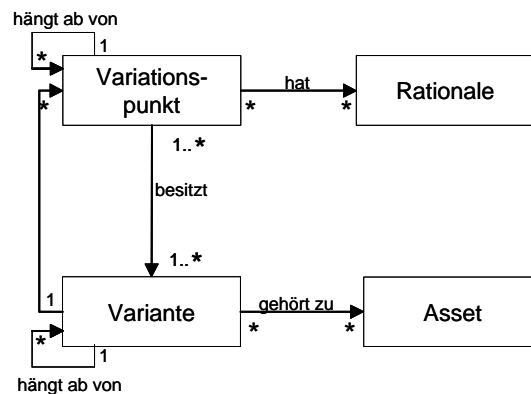 hängt ab von
1
*
Variations-
punkt
*
hat
*
*
Rationale
1..*
besitzt
1..*
1
Variante
gehört zu
*
*
Asset
*
1
hängt ab von